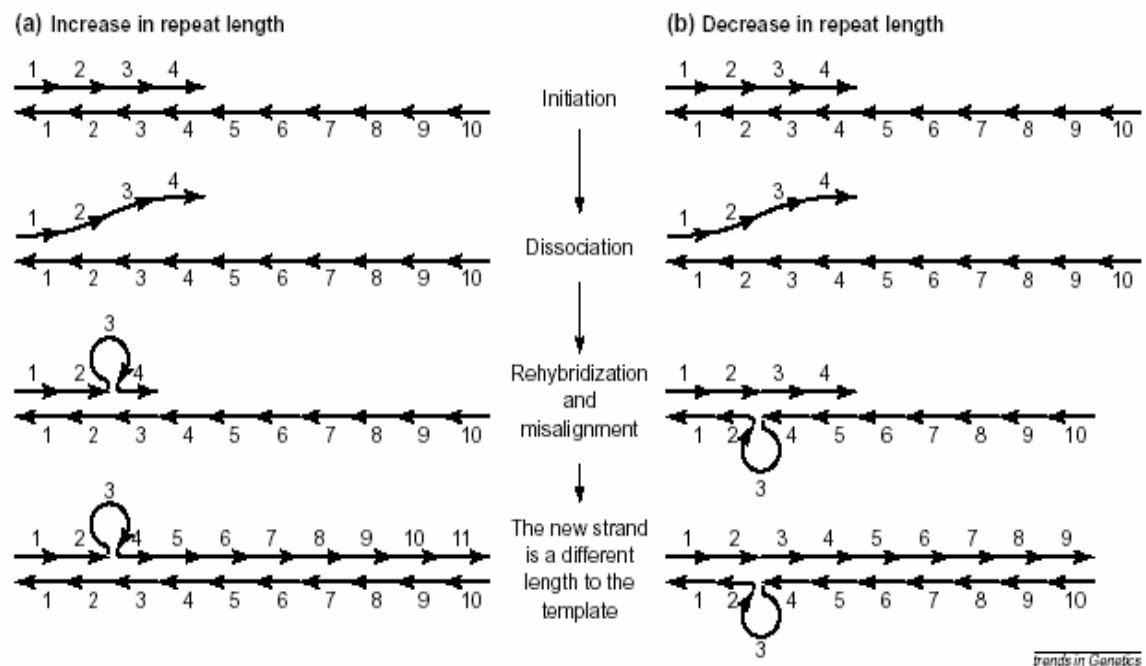 (a) Increase in repeat length
(b) Decrease in repeat length
1 2 3 4
1 2 3 4 5 6 7 8 9 10
Initiation
1 2 3 4
1 2 3 4 5 6 7 8 9 10
1 2 3 4
1 2 3 4 5 6 7 8 9 10
Dissociation
1 2 3 4
1 2 3 4 5 6 7 8 9 10
3
1 2 4
1 2 3 4 5 6 7 8 9 10
Rehybridization
and
misalignment
1 2 3 4
1 2 4 5 6 7 8 9 10
3
3
1 2 4 5 6 7 8 9 10 11
1 2 3 4 5 6 7 8 9 10
The new strand
is a different
length to the
template
1 2 3 4 5 6 7 8 9
1 2 4 5 6 7 8 9 10
3
trends in Genetics